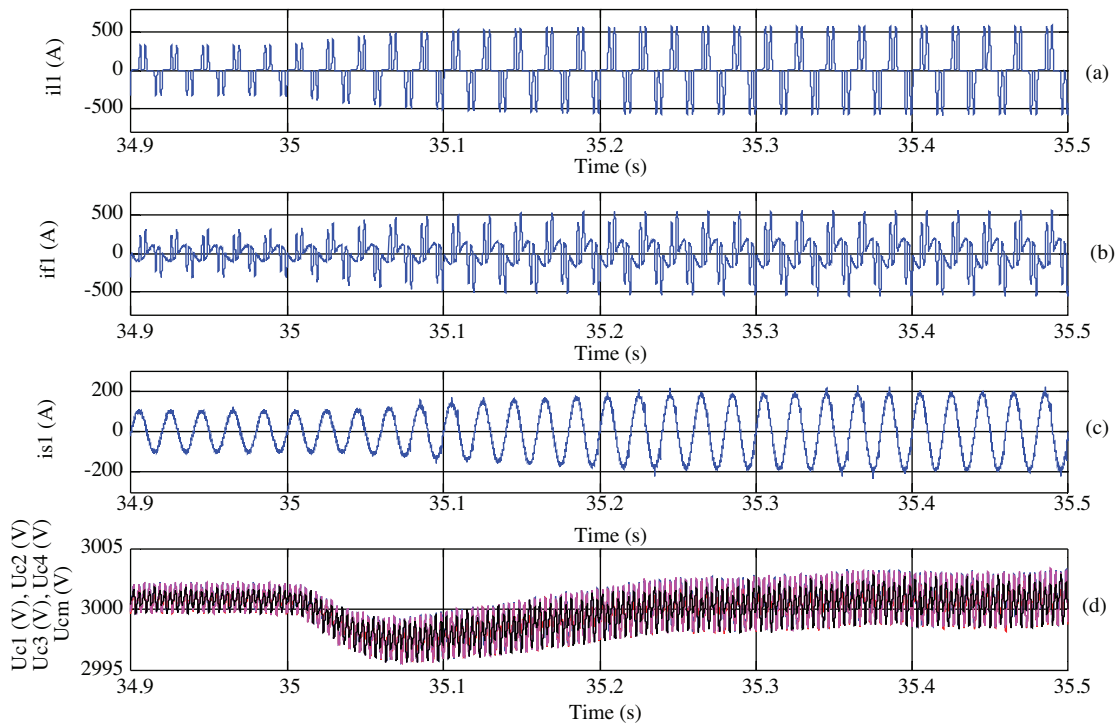 500
0
-500
il1 (A)
(a)
34.9 35 35.1 35.2 35.3 35.4 35.5
Time (s)
500
0
-500
if1 (A)
(b)
34.9 35 35.1 35.2 35.3 35.4 35.5
Time (s)
200
0
-200
is1 (A)
(c)
34.9 35 35.1 35.2 35.3 35.4 35.5
Time (s)
3005
3000
2995
Uc1 (V), Uc2 (V)
Uc3 (V), Uc4 (V)
Ucm (V)
(d)
34.9 35 35.1 35.2 35.3 35.4 35.5
Time (s)